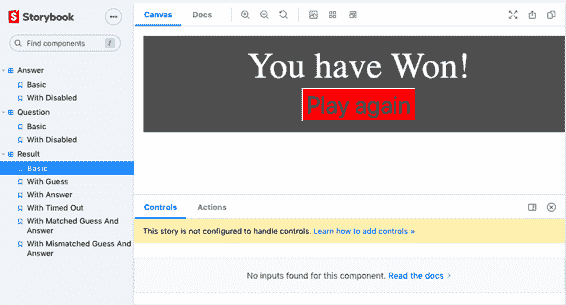 Storybook
Find components
/
Answer
Basic
With Disabled
Question
Basic
With Disabled
Result
Basic
With Guess
With Answer
With Timed Out
With Matched Guess And
Answer
With Mismatched Guess And
Answer
Canvas Docs
You have Won!
Play again
Controls Actions
This story is not configured to handle controls. Learn how to add controls »
No inputs found for this component. Read the docs ›